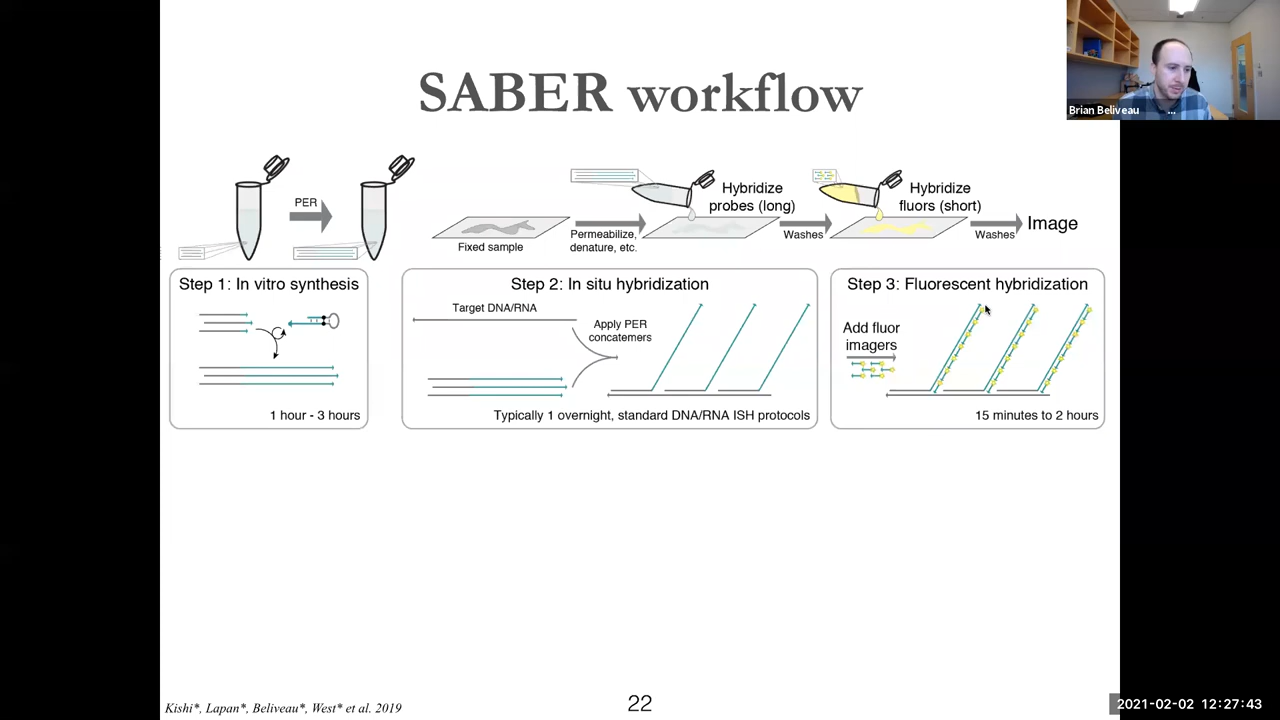 SABER workflow
Brian Beliveau
...
PER
Fixed sample
Permeabilize,
denature, etc.
Hybridize
probes (long)
Washes
Hybridize
fluors (short)
Washes
Image
Step 1: In vitro synthesis
1 hour - 3 hours
Step 2: In situ hybridization
Target DNA/RNA
Apply PER
concatemers
Typically 1 overnight, standard DNA/RNA ISH protocols
Step 3: Fluorescent hybridization
Add fluor
imagers
15 minutes to 2 hours
Kishi*, Lapan*, Beliveau*, West* et al. 2019
22
2021-02-02 12:27:43